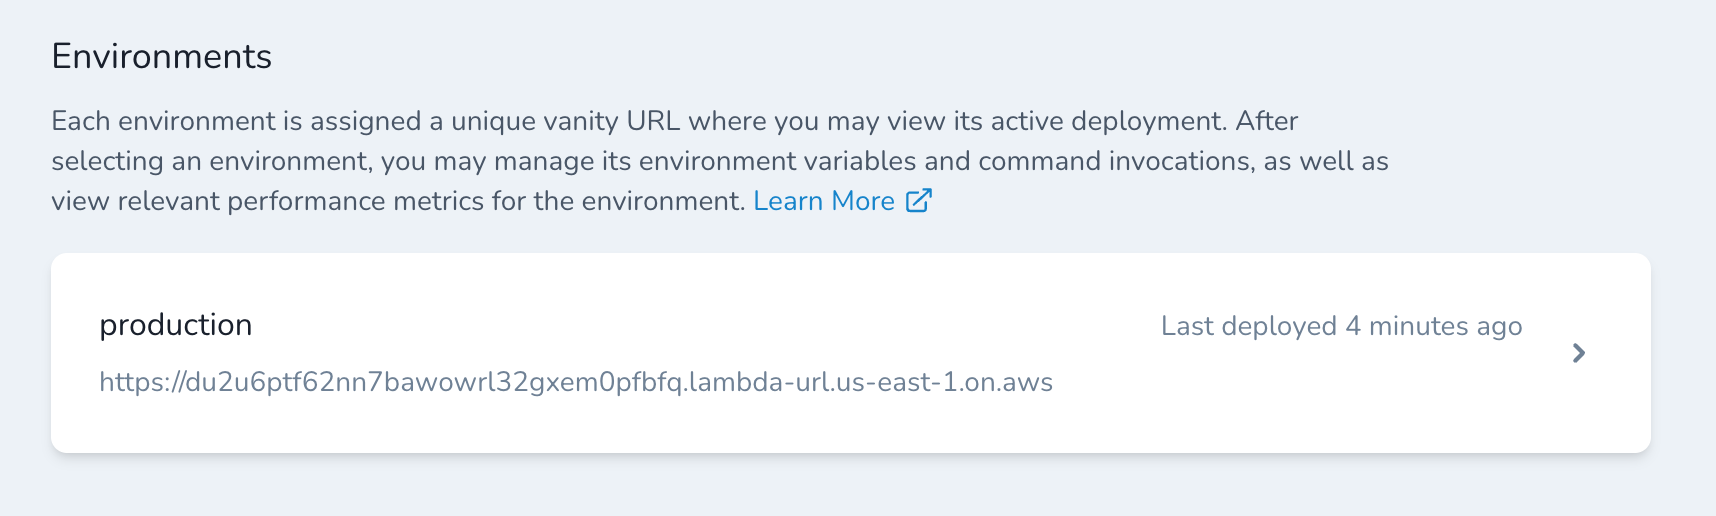 Environments
Each environment is assigned a unique vanity URL where you may view its active deployment. After
selecting an environment, you may manage its environment variables and command invocations, as well as
view relevant performance metrics for the environment. Learn More
production
Last deployed 4 minutes ago
https://du2u6ptf62nn7bawowrl32gxem0pfbfq.lambda-url.us-east-1.on.aws